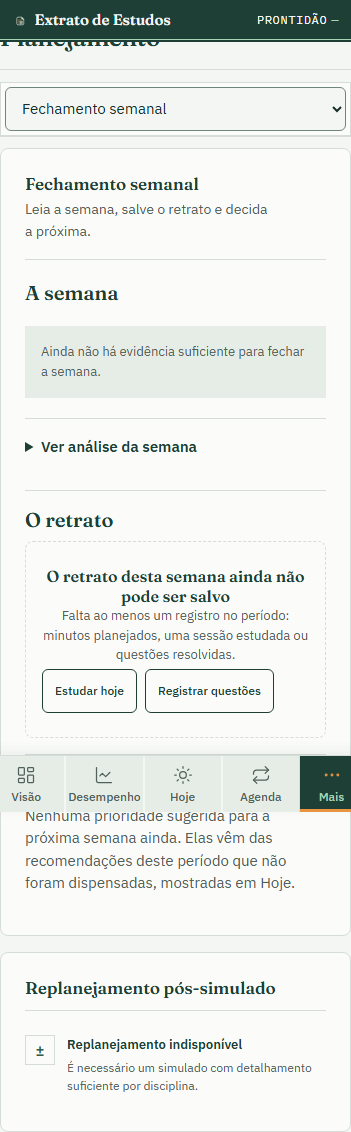 Extrato de Estudos
PRONTIDÃO —
Planejamento
Fechamento semanal
Fechamento semanal
Leia a semana, salve o retrato e decida
a próxima.
A semana
Ainda não há evidência suficiente para fechar
a semana.
Ver análise da semana
O retrato
O retrato desta semana ainda não
pode ser salvo
Falta ao menos um registro no período:
minutos planejados, uma sessão estudada ou
questões resolvidas.
Estudar hoje
Registrar questões
Visão
Desempenho
Hoje
Agenda
Mais
Nenhuma prioridade sugerida para a
próxima semana ainda. Elas vêm das
recomendações deste período que não
foram dispensadas, mostradas em Hoje.
Replanejamento pós-simulado
±
Replanejamento indisponível
É necessário um simulado com detalhamento
suficiente por disciplina.